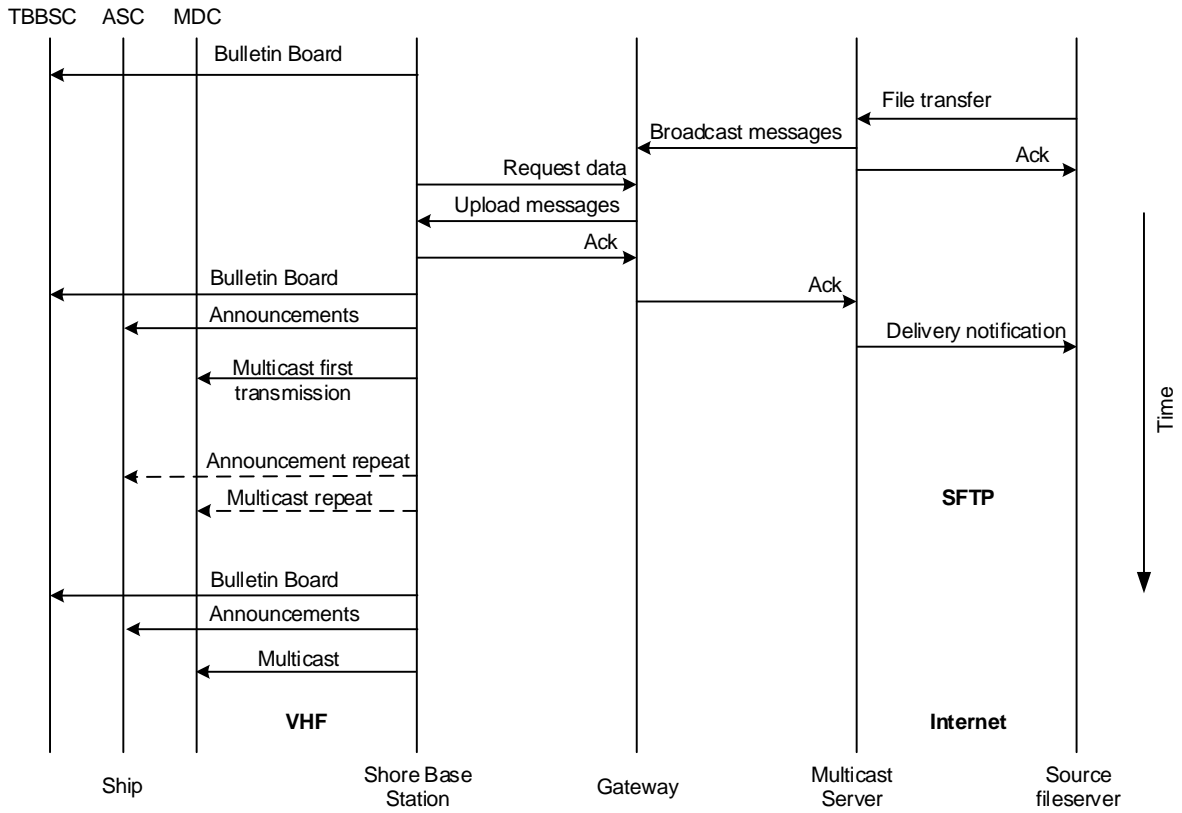 TBBSC ASC MDC
Bulletin Board
File transfer
Broadcast messages
Ack
Request data
Upload messages
Ack
Bulletin Board
Ack
Announcements
Delivery notification
Multicast first
transmission
Time
Announcement repeat
Multicast repeat
SFTP
Bulletin Board
Announcements
Multicast
VHF
Internet
Ship
Shore Base
Station
Gateway
Multicast
Server
Source
fileserver